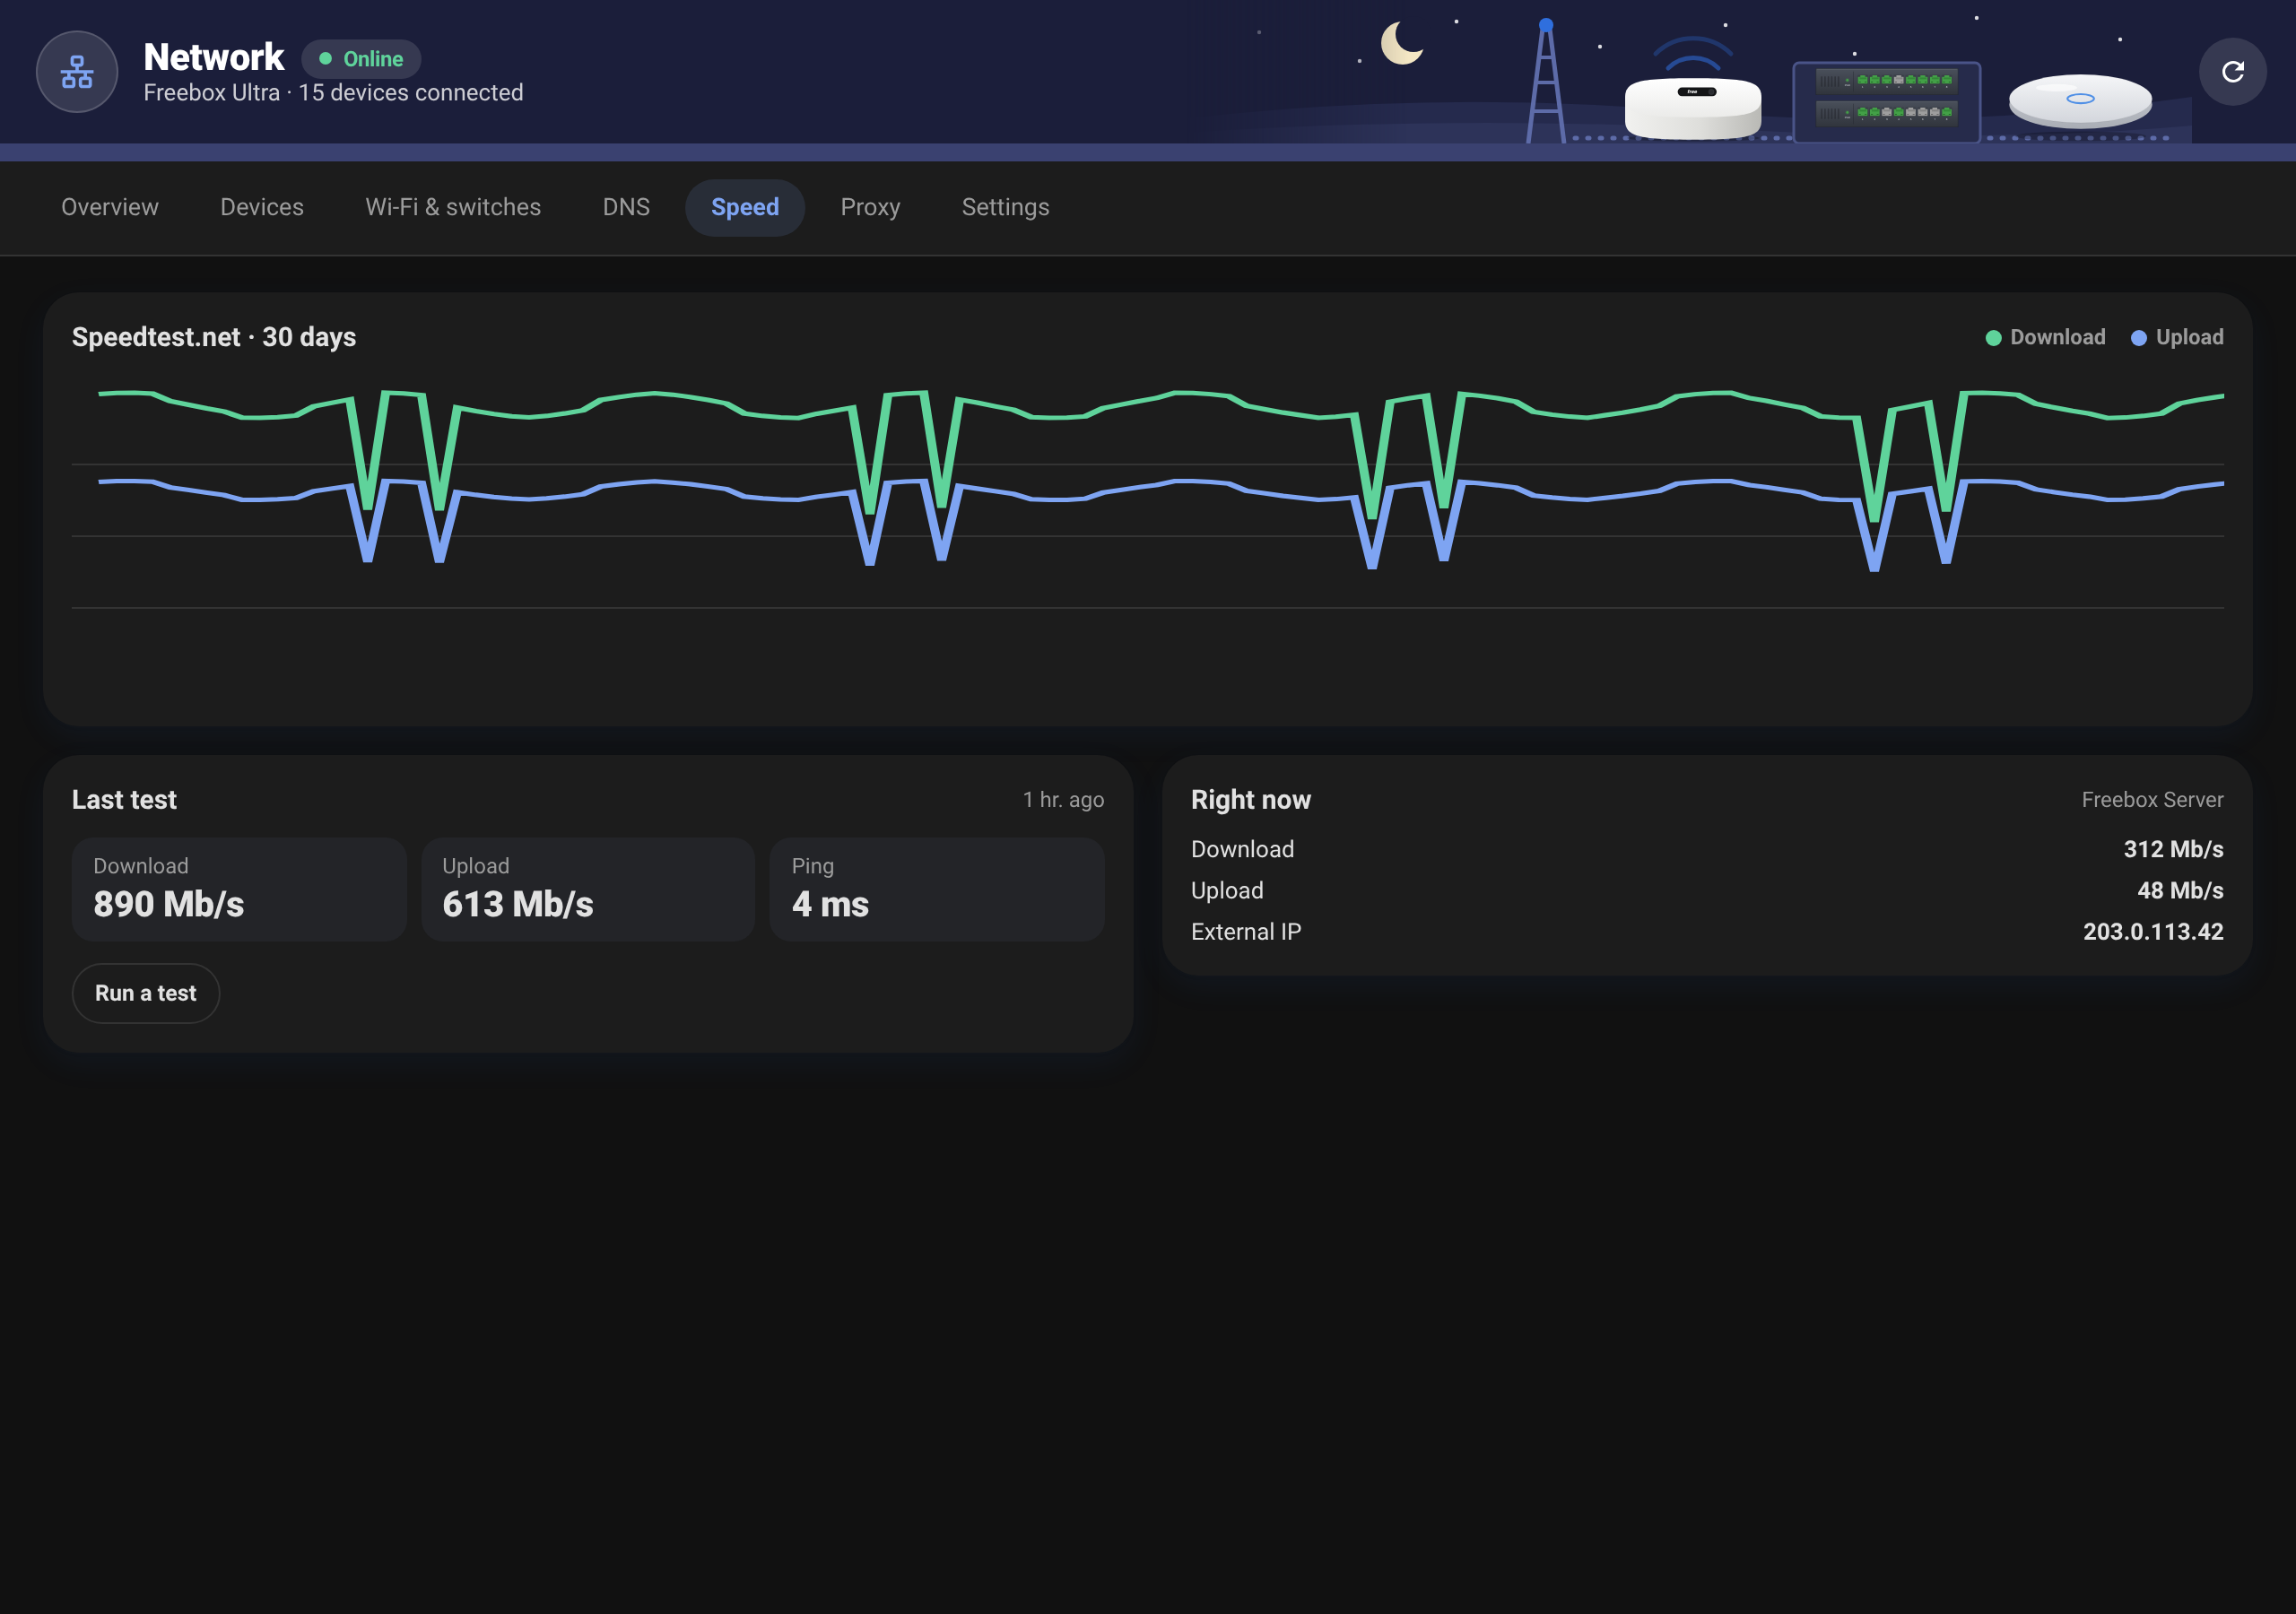 Network
Online
Freebox Ultra · 15 devices connected
free
Overview
Devices
Wi-Fi & switches
DNS
Speed
Proxy
Settings
Speedtest.net · 30 days
Download
Upload
Last test
1 hr. ago
Download
890 Mb/s
Upload
613 Mb/s
Ping
4 ms
Run a test
Right now
Freebox Server
Download
312 Mb/s
Upload
48 Mb/s
External IP
203.0.113.42